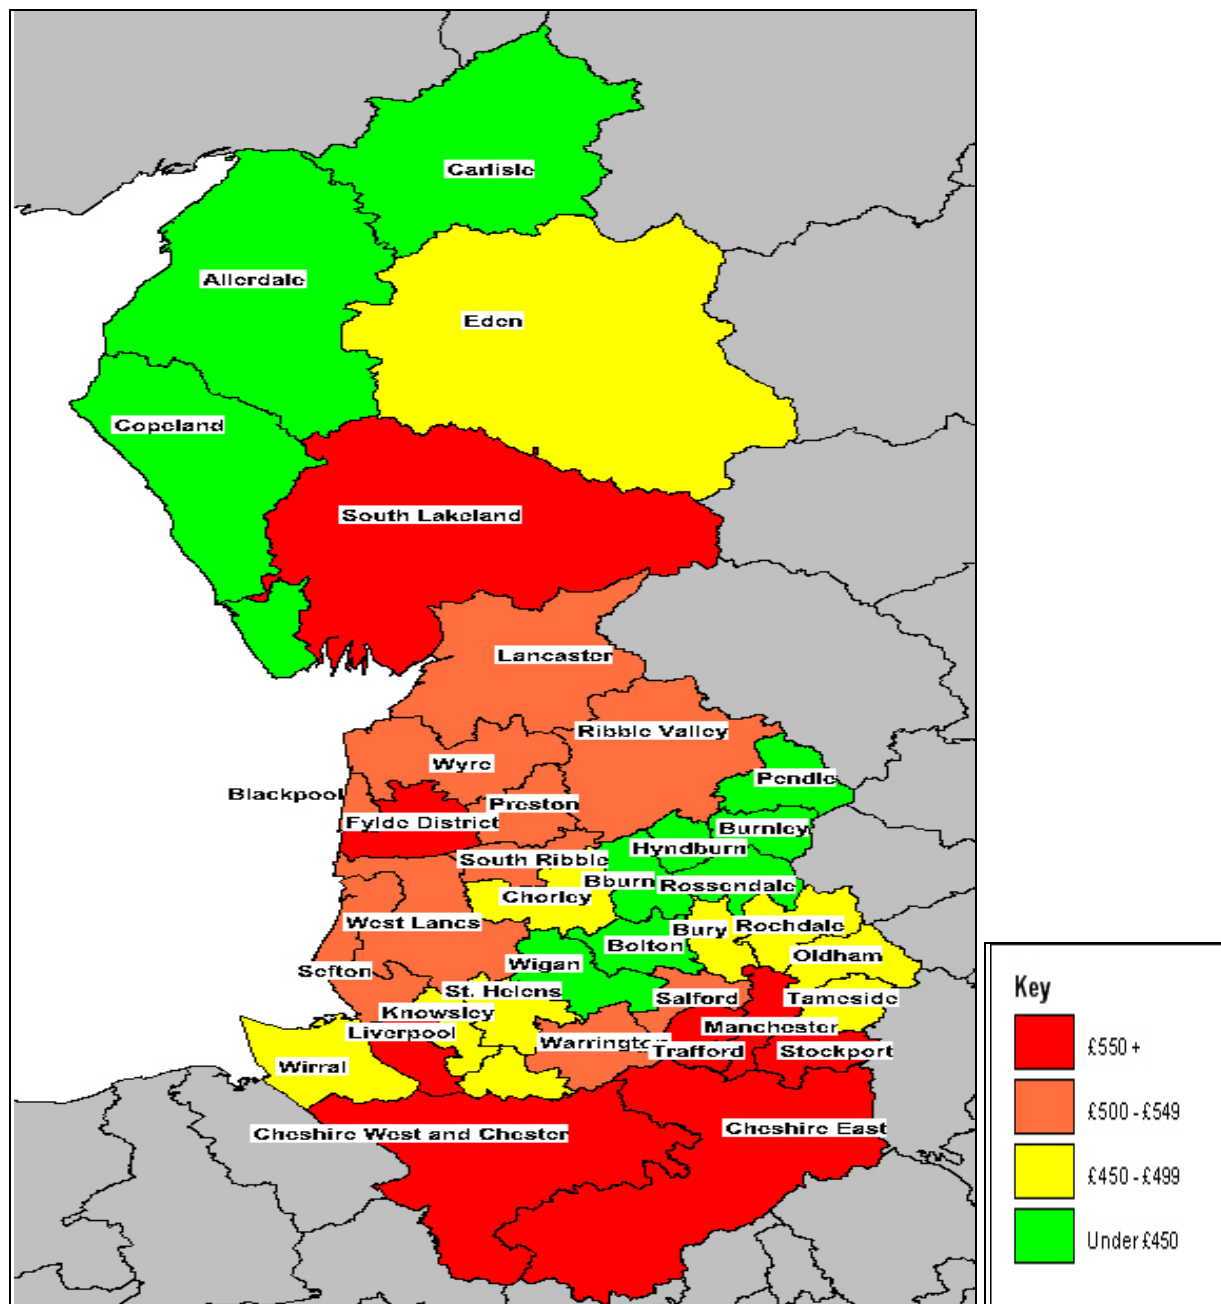 Carlisle
Allerdale
Eden
Copeland
South Lakeland
Lancaster
Ribble Valley
Wyre
Pendle
Blackpool
Preston
Fylde District
Burnley
Hyndburn
South Ribble
Bburn
Rossendale
Chorley
West Lancs
Bury
Rochdale
Bolton
Oldham
Wigan
Sefton
St. Helens
Salford
Tameside
Knowsley
Manchester
Liverpool
Warrington
Trafford
Stockport
Wirral
Cheshire West and Chester
Cheshire East
Key
£550 +
£500 - £549
£450 - £499
Under £450